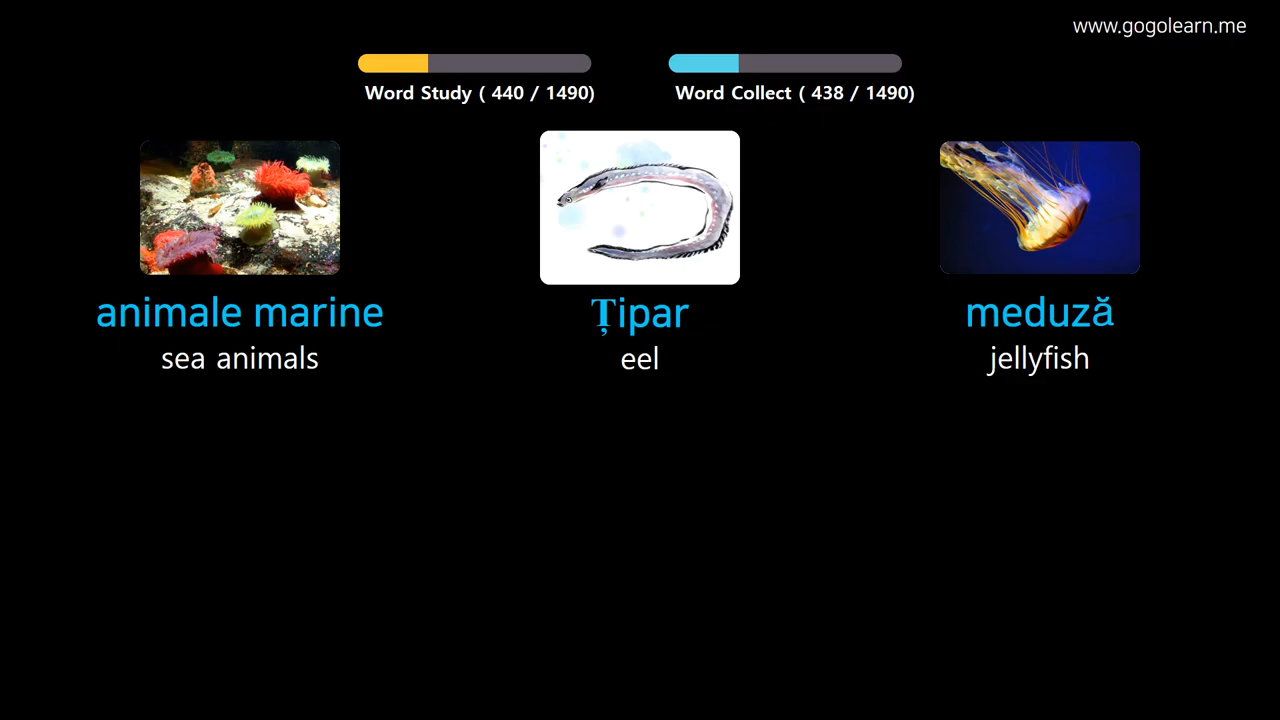 www.gogolearn.me
Word Study ( 440 / 1490)
Word Collect ( 438 / 1490)
animale marine
sea animals
Țipar
eel
meduză
jellyfish